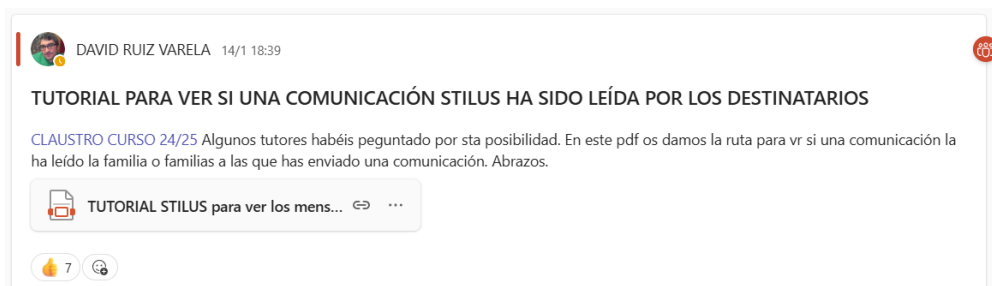 DAVID RUIZ VARELA 14/1 18:39
TUTORIAL PARA VER SI UNA COMUNICACIÓN STILUS HA SIDO LEÍDA POR LOS DESTINATARIOS
CLAUSTRO CURSO 24/25 Algunos tutores habéis peguntado por sta posibilidad. En este pdf os damos la ruta para vr si una comunicación la
ha leído la familia o familias a las que has enviado una comunicación. Abrazos.
TUTORIAL STILUS para ver los mens... ...
7